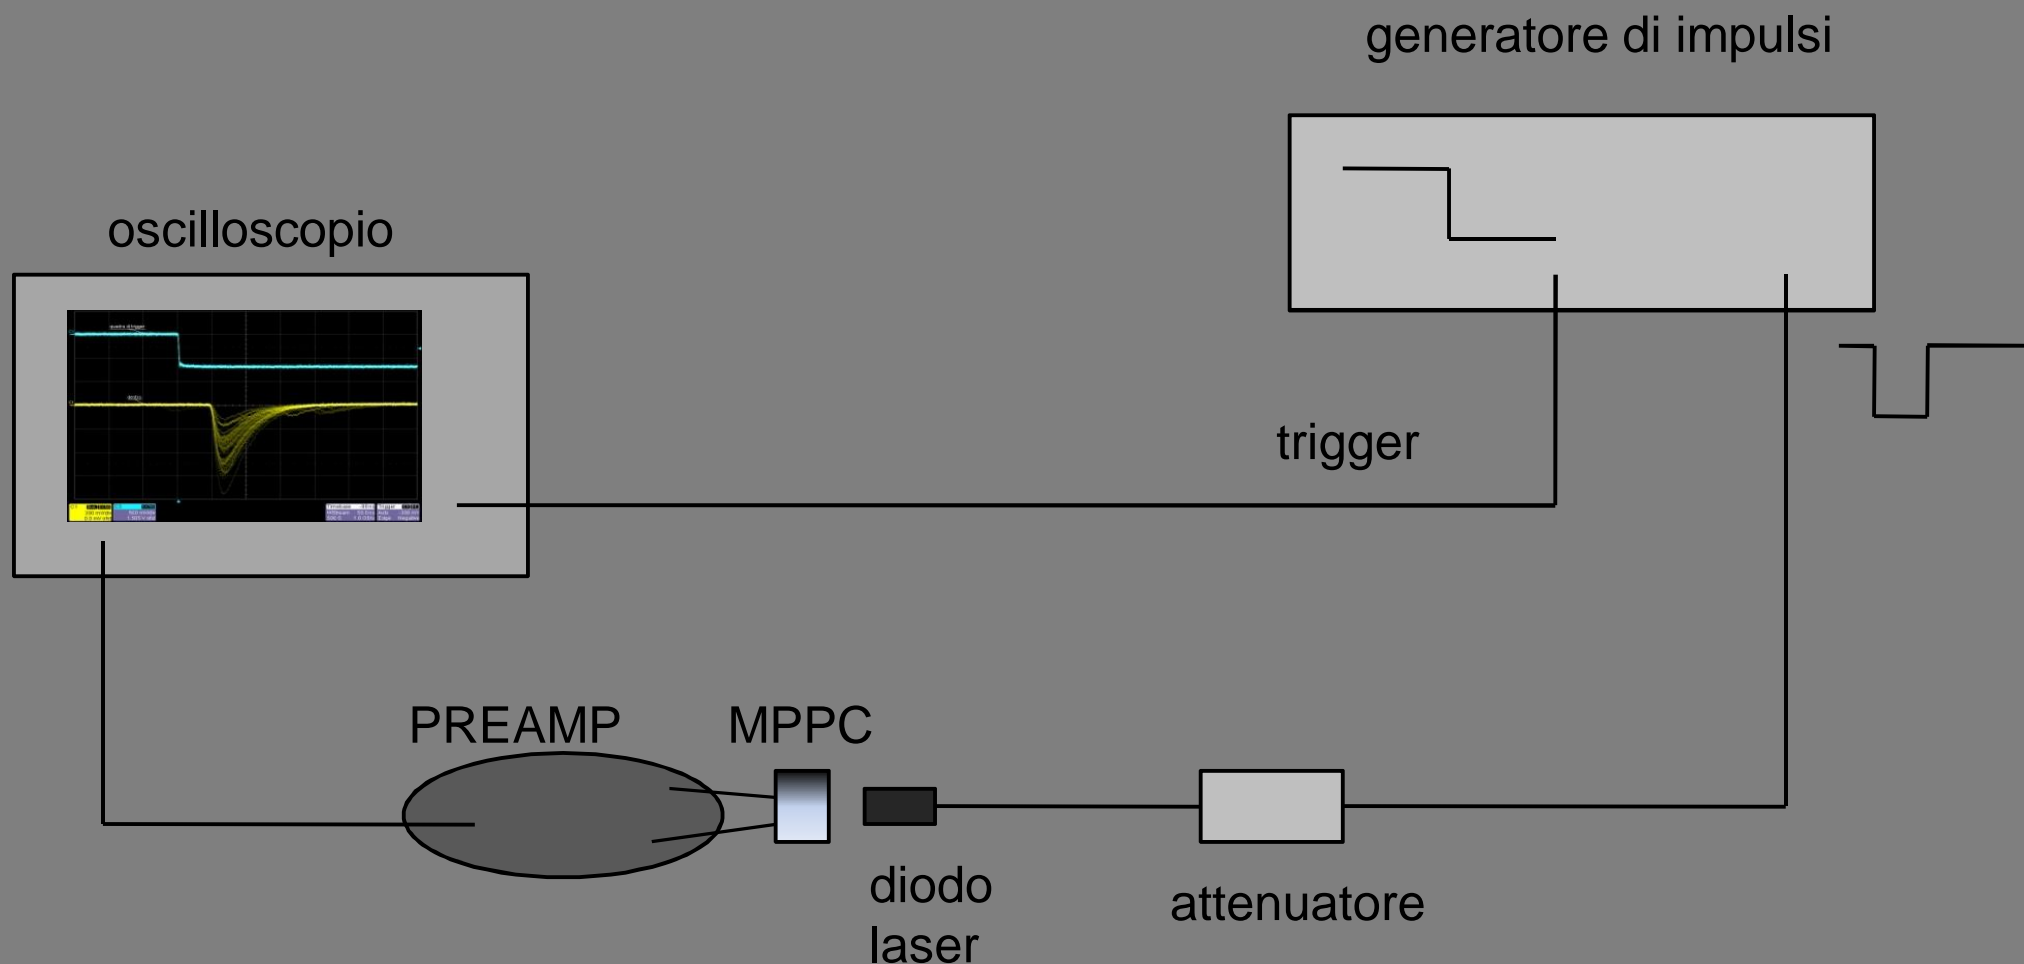 generatore di impulsi
oscilloscopio
trigger
PREAMP
MPPC
diodo
laser
attenuatore